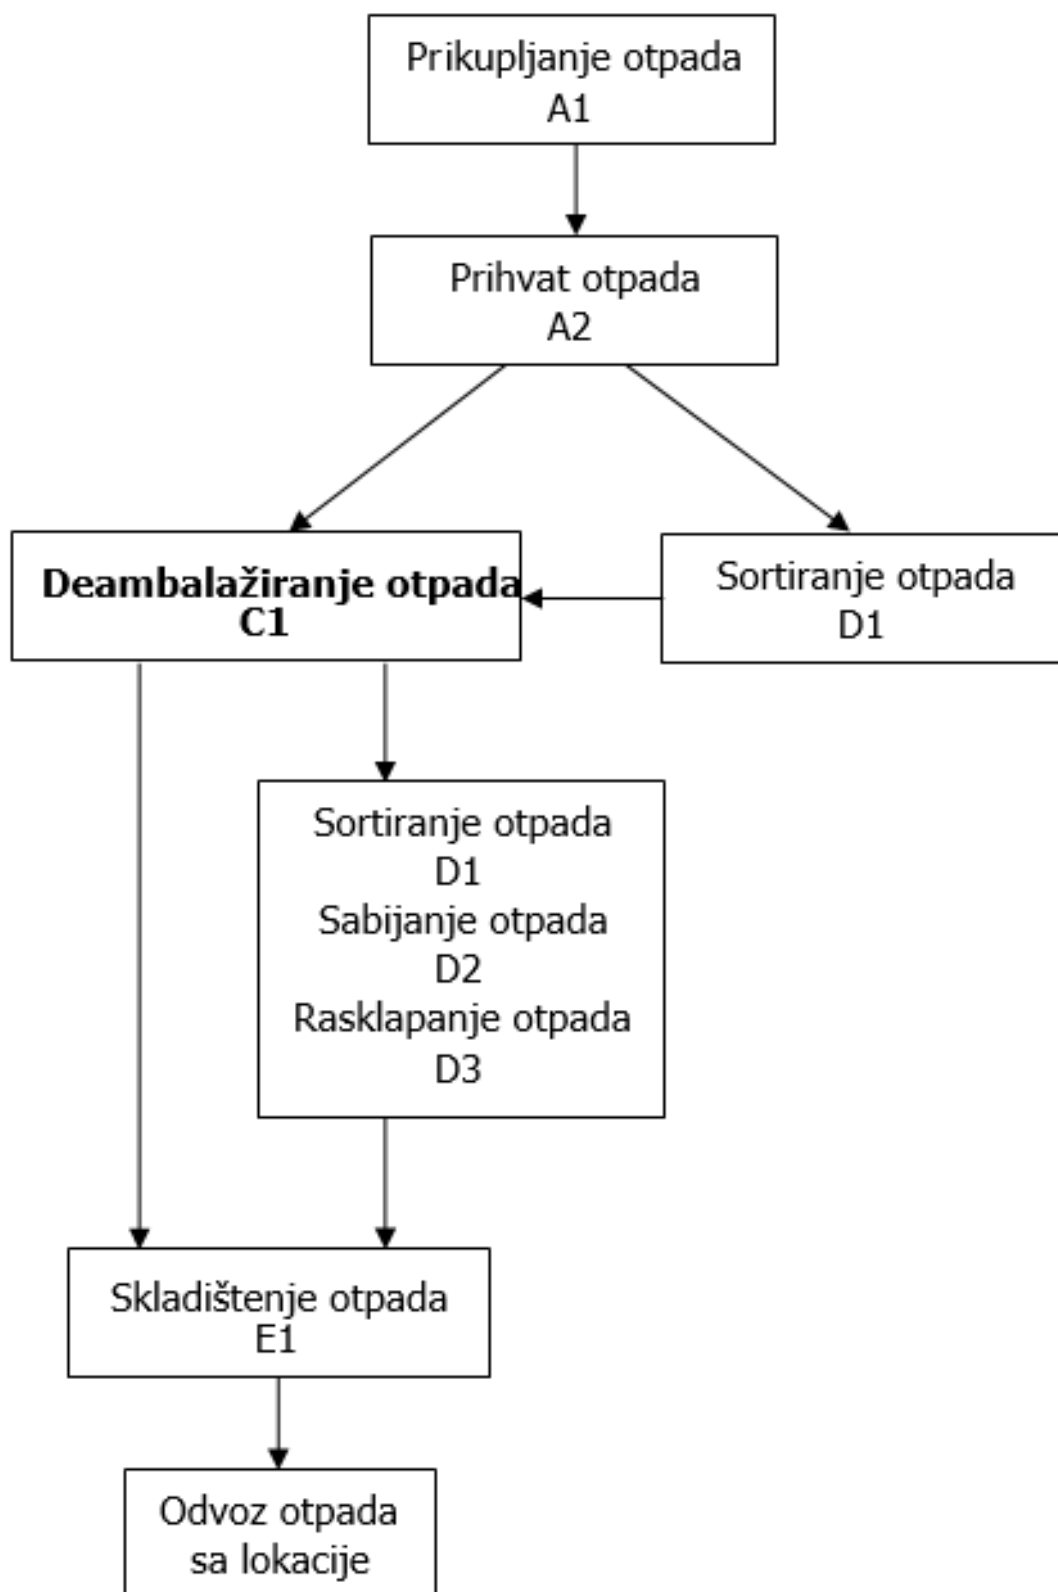 Prikupljanje otpada
A1
Prihvat otpada
A2
Deambalažiranje otpada
C1
Sortiranje otpada
D1
Sortiranje otpada
D1
Sabijanje otpada
D2
Rasklapanje otpada
D3
Skladištenje otpada
E1
Odvoz otpada
sa lokacije